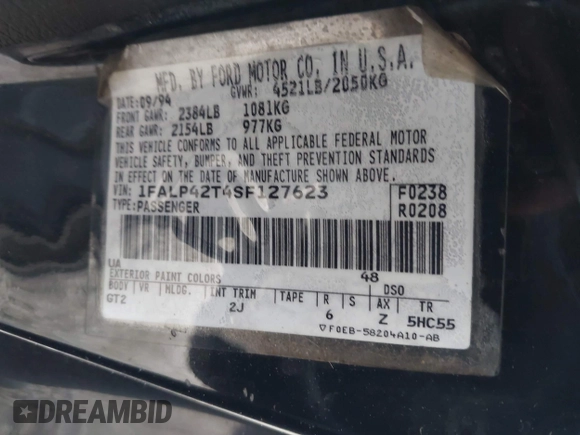 MFD. BY FORD MOTOR CO. IN U.S.A.
DATE: 09/94 GVWR: 4521LB/2050KG
FRONT GAWR: 2384LB 1081KG
REAR GAWR: 2154LB 977KG
THIS VEHICLE CONFORMS TO ALL APPLICABLE FEDERAL MOTOR
VEHICLE SAFETY, BUMPER, AND THEFT PREVENTION STANDARDS
IN EFFECT ON THE DATE OF MANUFACTURE SHOWN ABOVE.
VIN: 1FALP42T4SF127623 F0238
TYPE: PASSENGER R0208
UA 48
EXTERIOR PAINT COLORS DSO
BODY VR MLDG. INT TRIM TAPE R S AX TR
GT2 2J 6 Z 5HC55
F0EB-58204A10-AB
DREAMBID